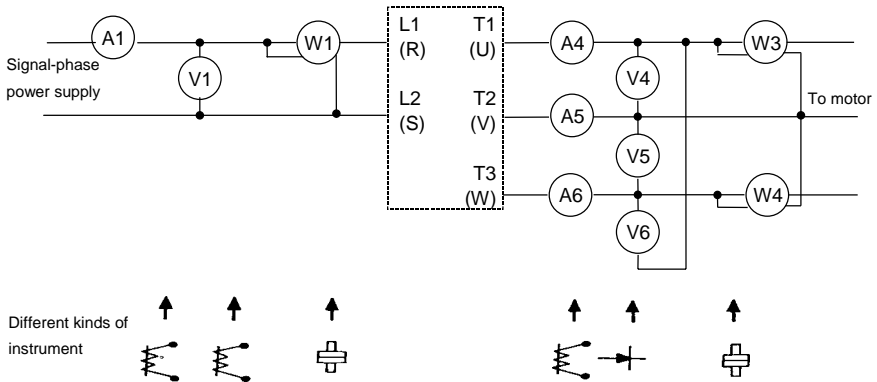 A1
V1
W1
Signal-phase
power supply
L1
(R)
L2
(S)
T1
(U)
T2
(V)
T3
(W)
A4
V4
W3
A5
To motor
V5
A6
W4
V6
Different kinds of
instrument